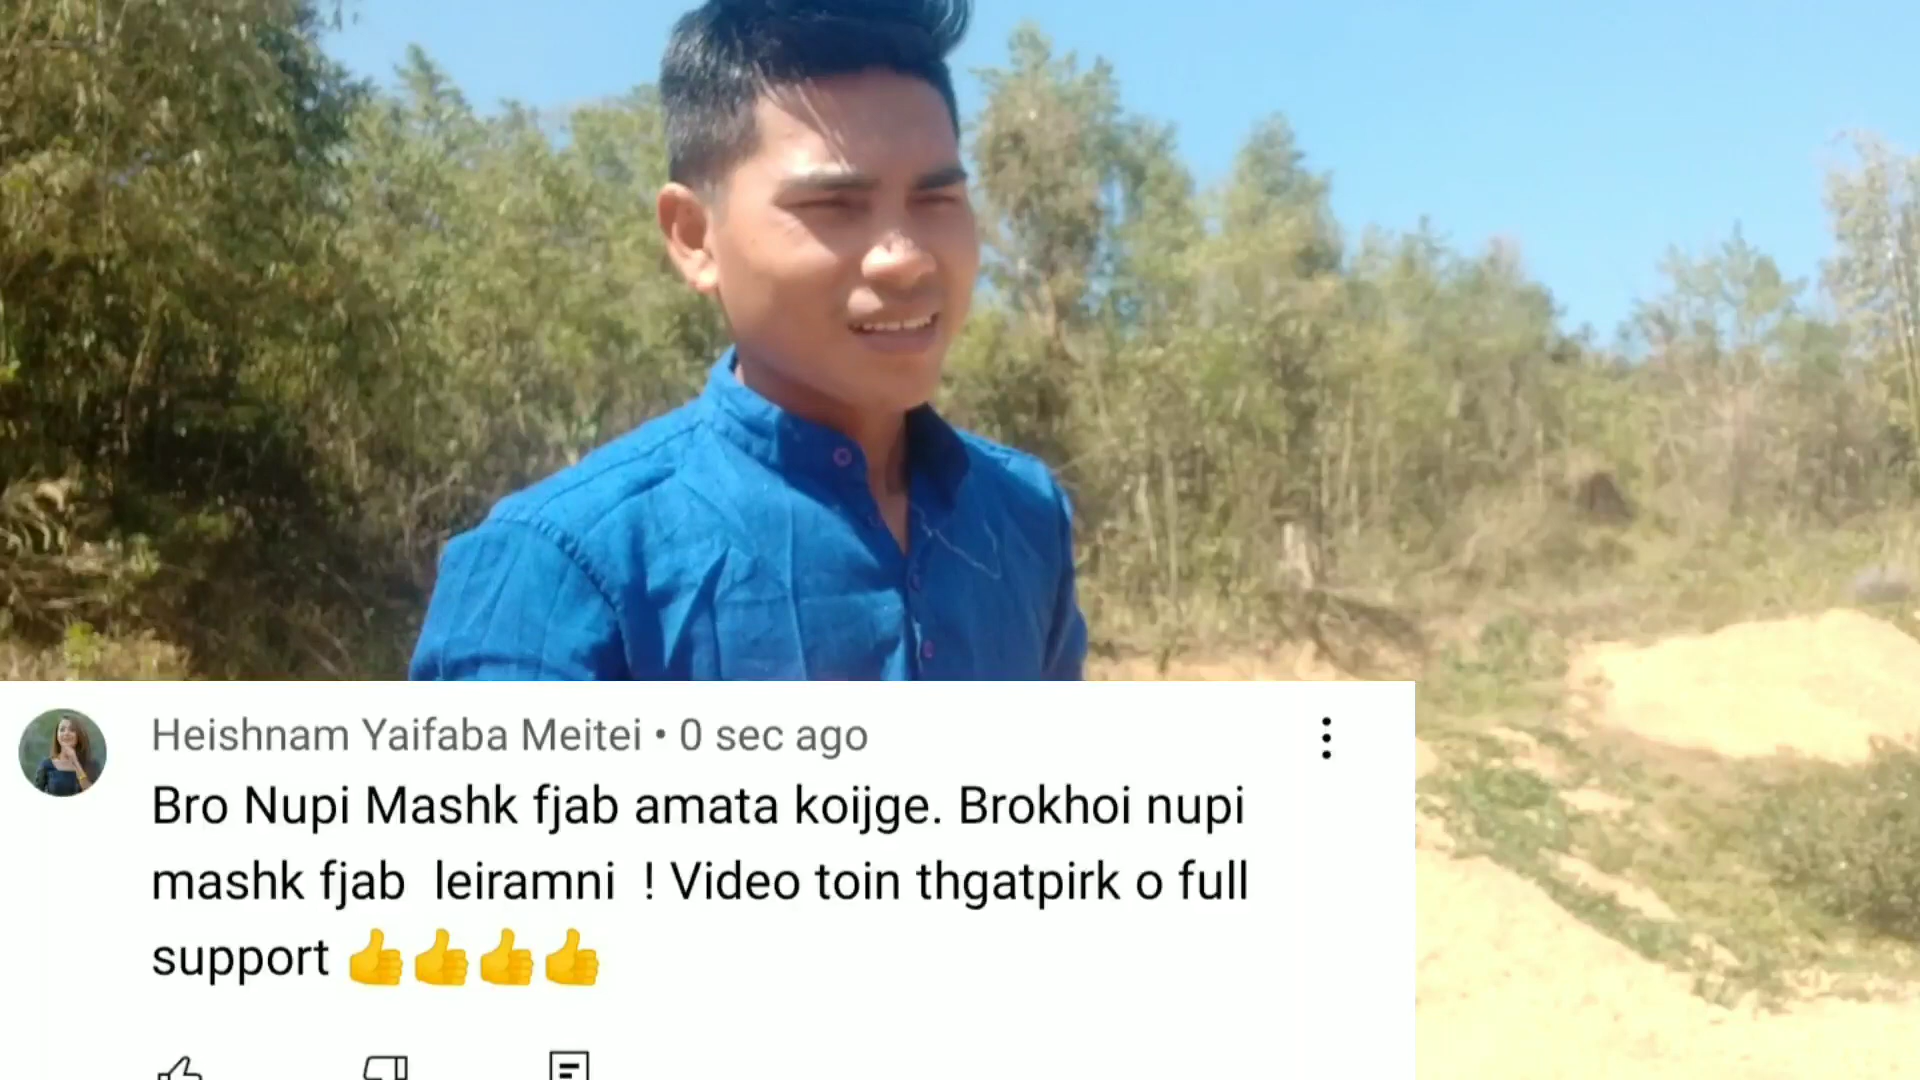 Heishnam Yaifaba Meitei • 0 sec ago
Bro Nupi Mashk fjab amata koijge. Brokhoi nupi
mashk fjab leiramni ! Video toin thgatpirk o full
support 👍👍👍👍